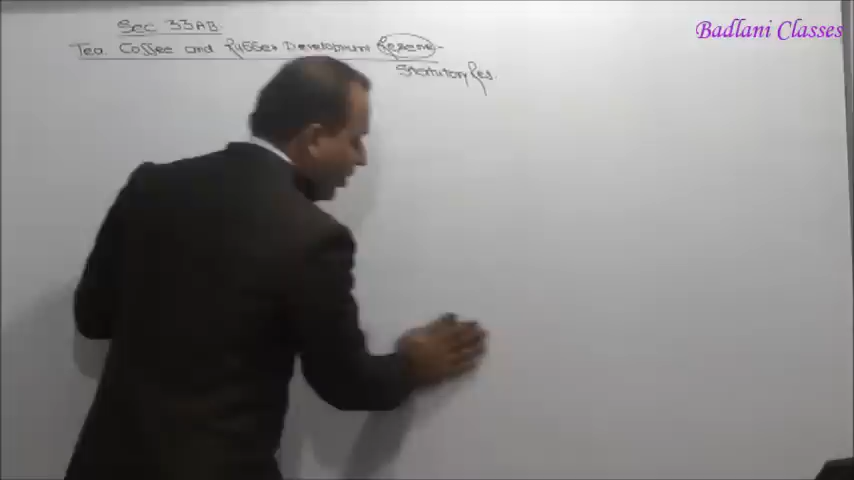 Sec 33AB.
Badlani Classes
Tea Coffee and Rubber Development Reserve-
Statutory Res.